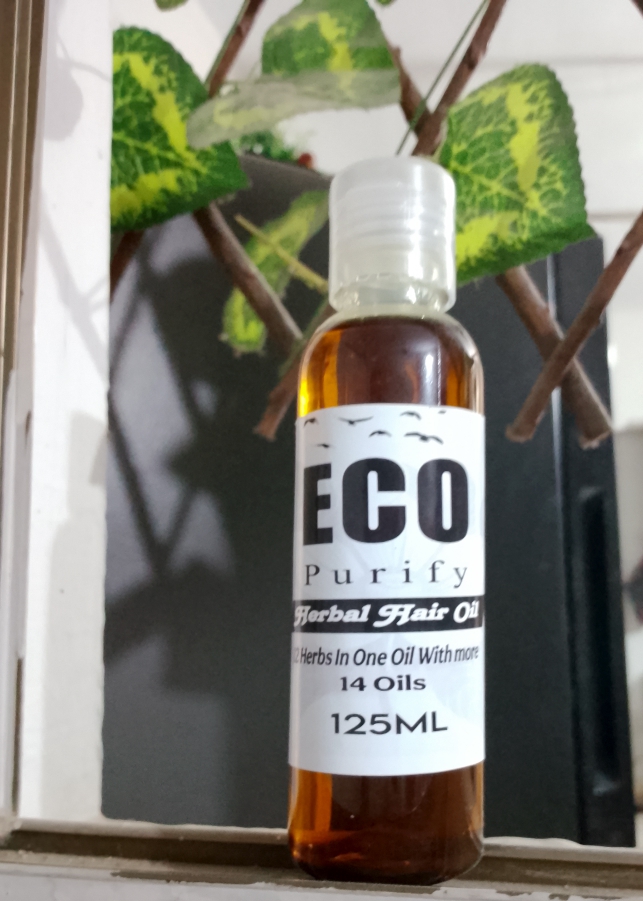 ECO
Purify
Herbal Hair Oil
Herbs In One Oil With more
14 Oils
125ML